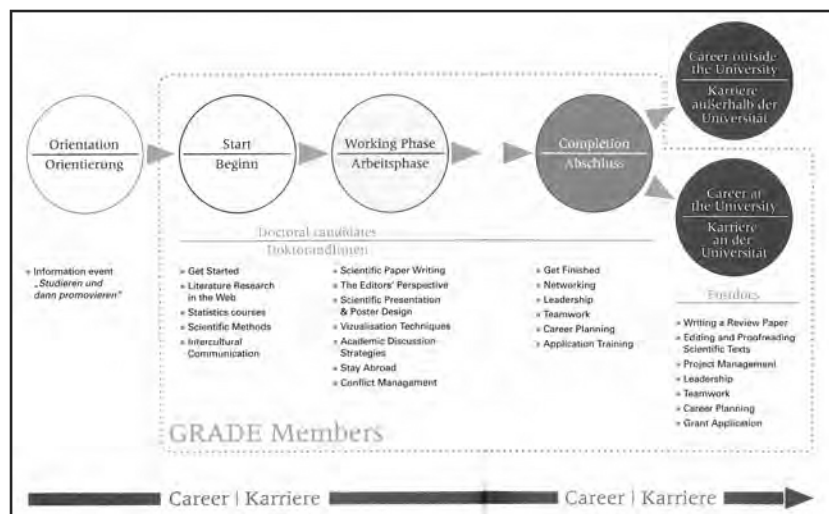 Career outside
the University
Karriere
außerhalb der
Universität
Orientation
Orientierung
Start
Beginn
Working Phase
Arbeitsphase
Completion
Abschluss
Career at
the University
Karriere
an der
Universität
Doctoral candidates
DoktorandInnen
» Information event
„Studieren und
dann promovieren"
» Get Started
» Literature Research
in the Web
» Statistics courses
» Scientific Methods
» Intercultural
Communication
» Scientific Paper Writing
» The Editors' Perspective
» Scientific Presentation
& Poster Design
» Vizualisation Techniques
» Academic Discussion
Strategies
» Stay Abroad
» Conflict Management
» Get Finished
» Networking
» Leadership
» Teamwork
» Career Planning
» Application Training
Postdocs
» Writing a Review Paper
» Editing and Proofreading
Scientific Texts
» Project Management
» Leadership
» Teamwork
» Career Planning
» Grant Application
GRADE Members
Career | Karriere
Career | Karriere